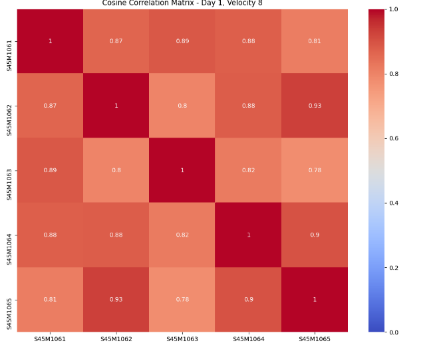 Cosine Correlation Matrix - Day 1, Velocity 8
S45M1061 1 0.87 0.89 0.88 0.81 1.0
S45M1062 0.87 1 0.8 0.88 0.93 0.8
S45M1063 0.89 0.8 1 0.82 0.78 0.6
S45M1064 0.88 0.88 0.82 1 0.9 0.4
S45M1065 0.81 0.93 0.78 0.9 1 0.2
0.0
S45M1061 S45M1062 S45M1063 S45M1064 S45M1065